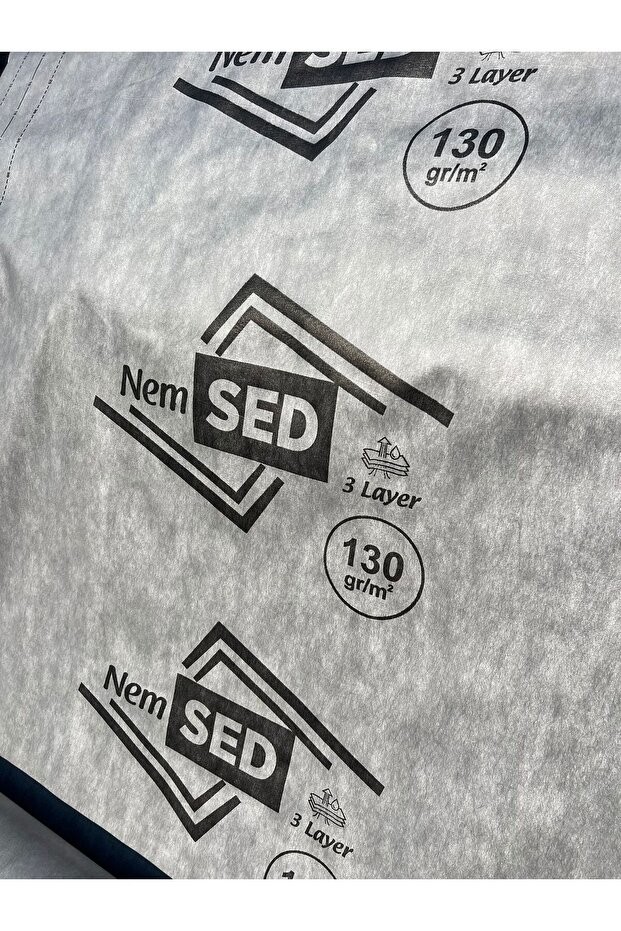 Nem SED
3 Layer
130
gr/m²
Nem SED
3 Layer
130
gr/m²
Nem SED
3 Layer